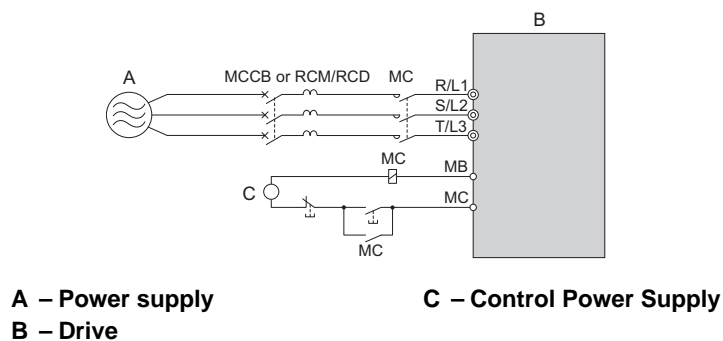 B
A
MCCB or RCM/RCD
MC
R/L1
S/L2
T/L3
MC
MB
C
MC
MC
A – Power supply
C – Control Power Supply
B – Drive